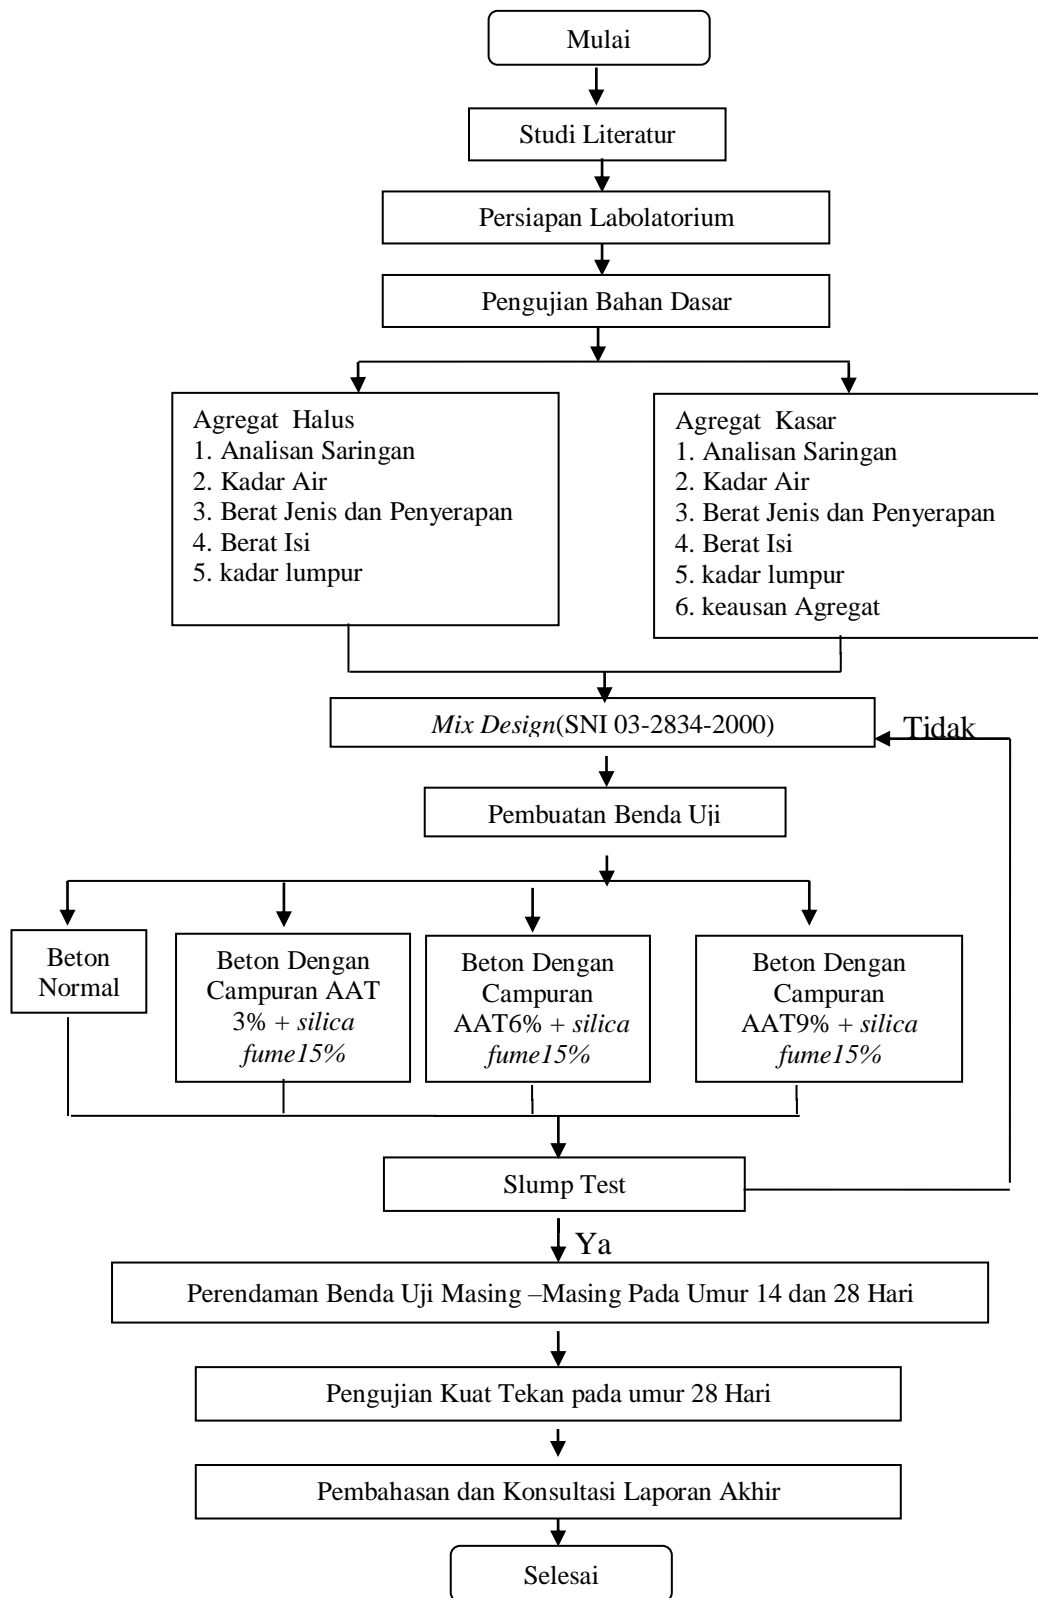 Mulai
Studi Literatur
Persiapan Labolatorium
Pengujian Bahan Dasar
Agregat Halus
1. Analisan Saringan
2. Kadar Air
3. Berat Jenis dan Penyerapan
4. Berat Isi
5. kadar lumpur
Agregat Kasar
1. Analisan Saringan
2. Kadar Air
3. Berat Jenis dan Penyerapan
4. Berat Isi
5. kadar lumpur
6. keausan Agregat
Mix Design(SNI 03-2834-2000)
Tidak
Pembuatan Benda Uji
Beton
Normal
Beton Dengan
Campuran AAT
3% + silica
fume15%
Beton Dengan
Campuran
AAT6% + silica
fume15%
Beton Dengan
Campuran
AAT9% + silica
fume15%
Slump Test
Ya
Perendaman Benda Uji Masing –Masing Pada Umur 14 dan 28 Hari
Pengujian Kuat Tekan pada umur 28 Hari
Pembahasan dan Konsultasi Laporan Akhir
Selesai